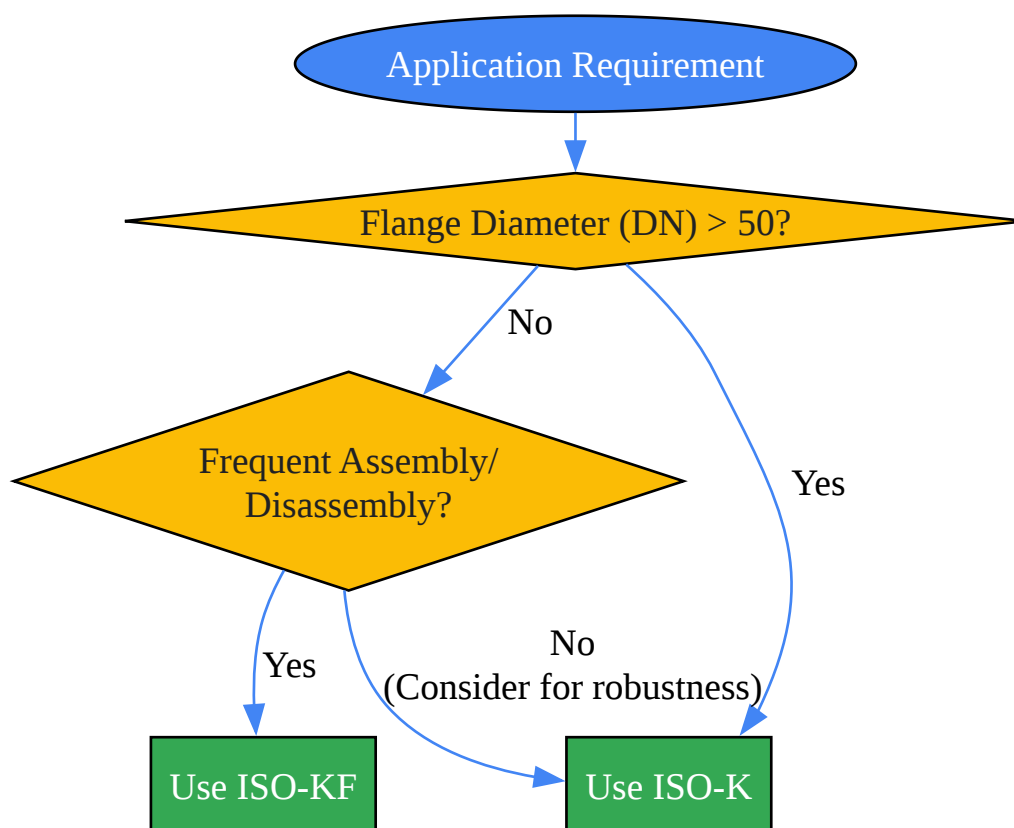 Application Requirement
Flange Diameter (DN) > 50?
No
Frequent Assembly/
Disassembly?
Yes
Yes
No
(Consider for robustness)
Use ISO-KF
Use ISO-K